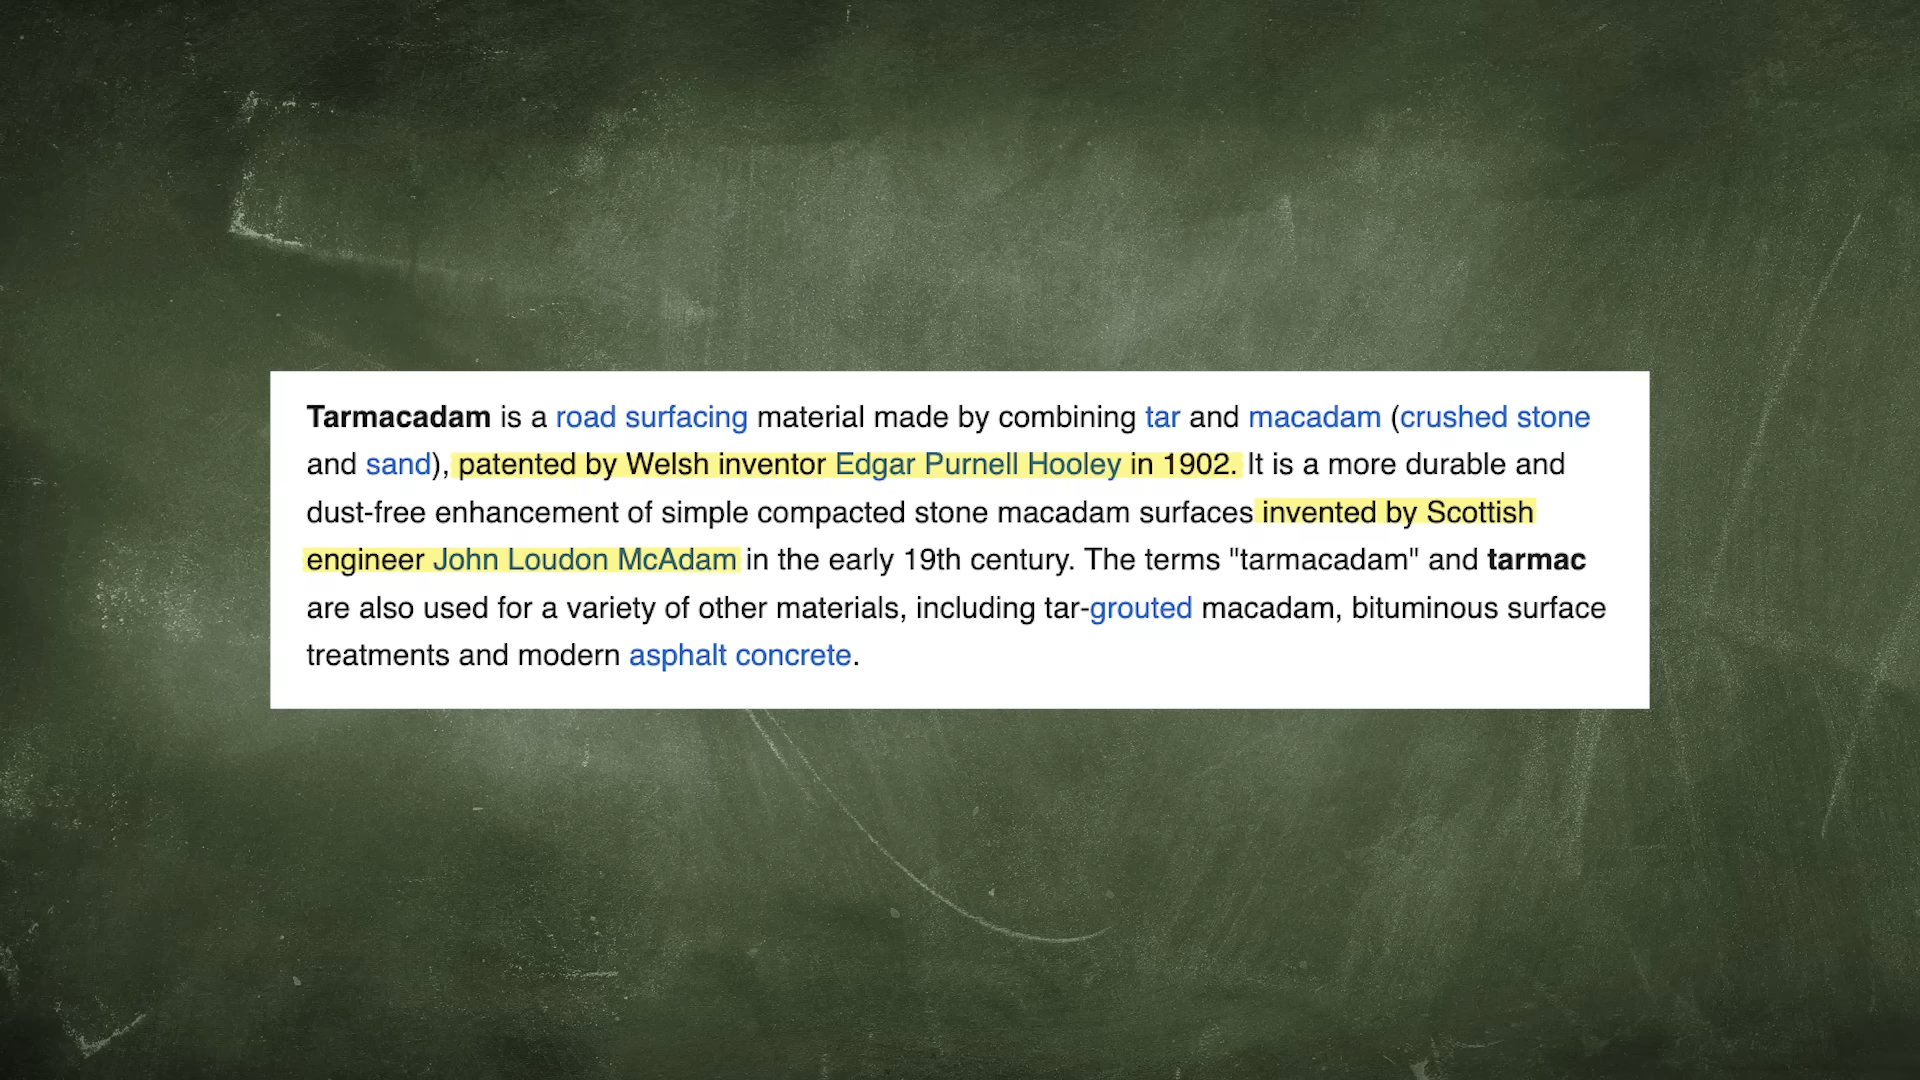 Tarmacadam is a road surfacing material made by combining tar and macadam (crushed stone
and sand), patented by Welsh inventor Edgar Purnell Hooley in 1902. It is a more durable and
dust-free enhancement of simple compacted stone macadam surfaces invented by Scottish
engineer John Loudon McAdam in the early 19th century. The terms "tarmacadam" and tarmac
are also used for a variety of other materials, including tar-grouted macadam, bituminous surface
treatments and modern asphalt concrete.